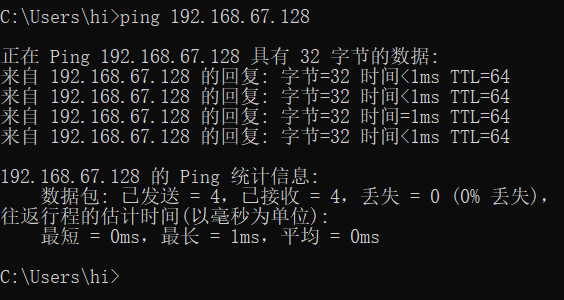 C:\Users\hi>ping 192.168.67.128
正在 Ping 192.168.67.128 具有 32 字节的数据:
来自 192.168.67.128 的回复: 字节=32 时间<1ms TTL=64
来自 192.168.67.128 的回复: 字节=32 时间<1ms TTL=64
来自 192.168.67.128 的回复: 字节=32 时间=1ms TTL=64
来自 192.168.67.128 的回复: 字节=32 时间<1ms TTL=64
192.168.67.128 的 Ping 统计信息:
数据包: 已发送 = 4，已接收 = 4，丢失 = 0 (0% 丢失)，
往返行程的估计时间(以毫秒为单位):
最短 = 0ms，最长 = 1ms，平均 = 0ms
C:\Users\hi>